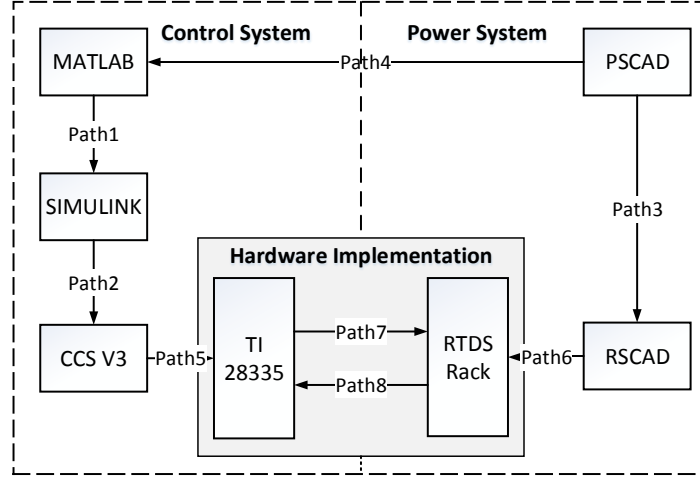 Control System
Power System
MATLAB
Path4
PSCAD
Path1
SIMULINK
Path3
Path2
Hardware Implementation
CCS V3
Path5
TI
28335
Path7
Path8
RTDS
Rack
Path6
RSCAD